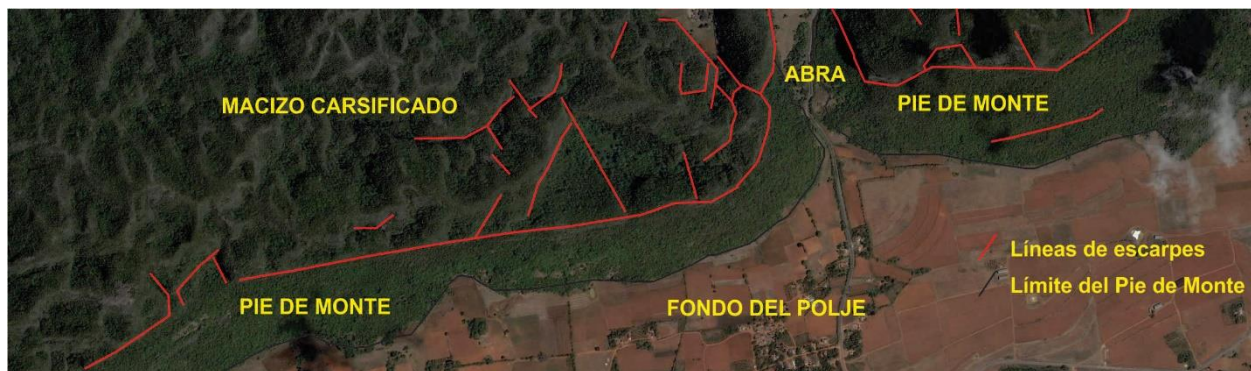 ABRA
MACIZO CARSIFICADO
PIE DE MONTE
Líneas de escarpes
Límite del Pie de Monte
PIE DE MONTE
FONDO DEL POLJE